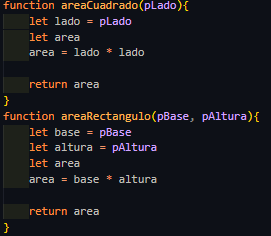 function areaCuadrado(pLado){
    let lado = pLado
    let area
    area = lado * lado

    return area
}
function areaRectangulo(pBase, pAltura){
    let base = pBase
    let altura = pAltura
    let area
    area = base * altura

    return area
}